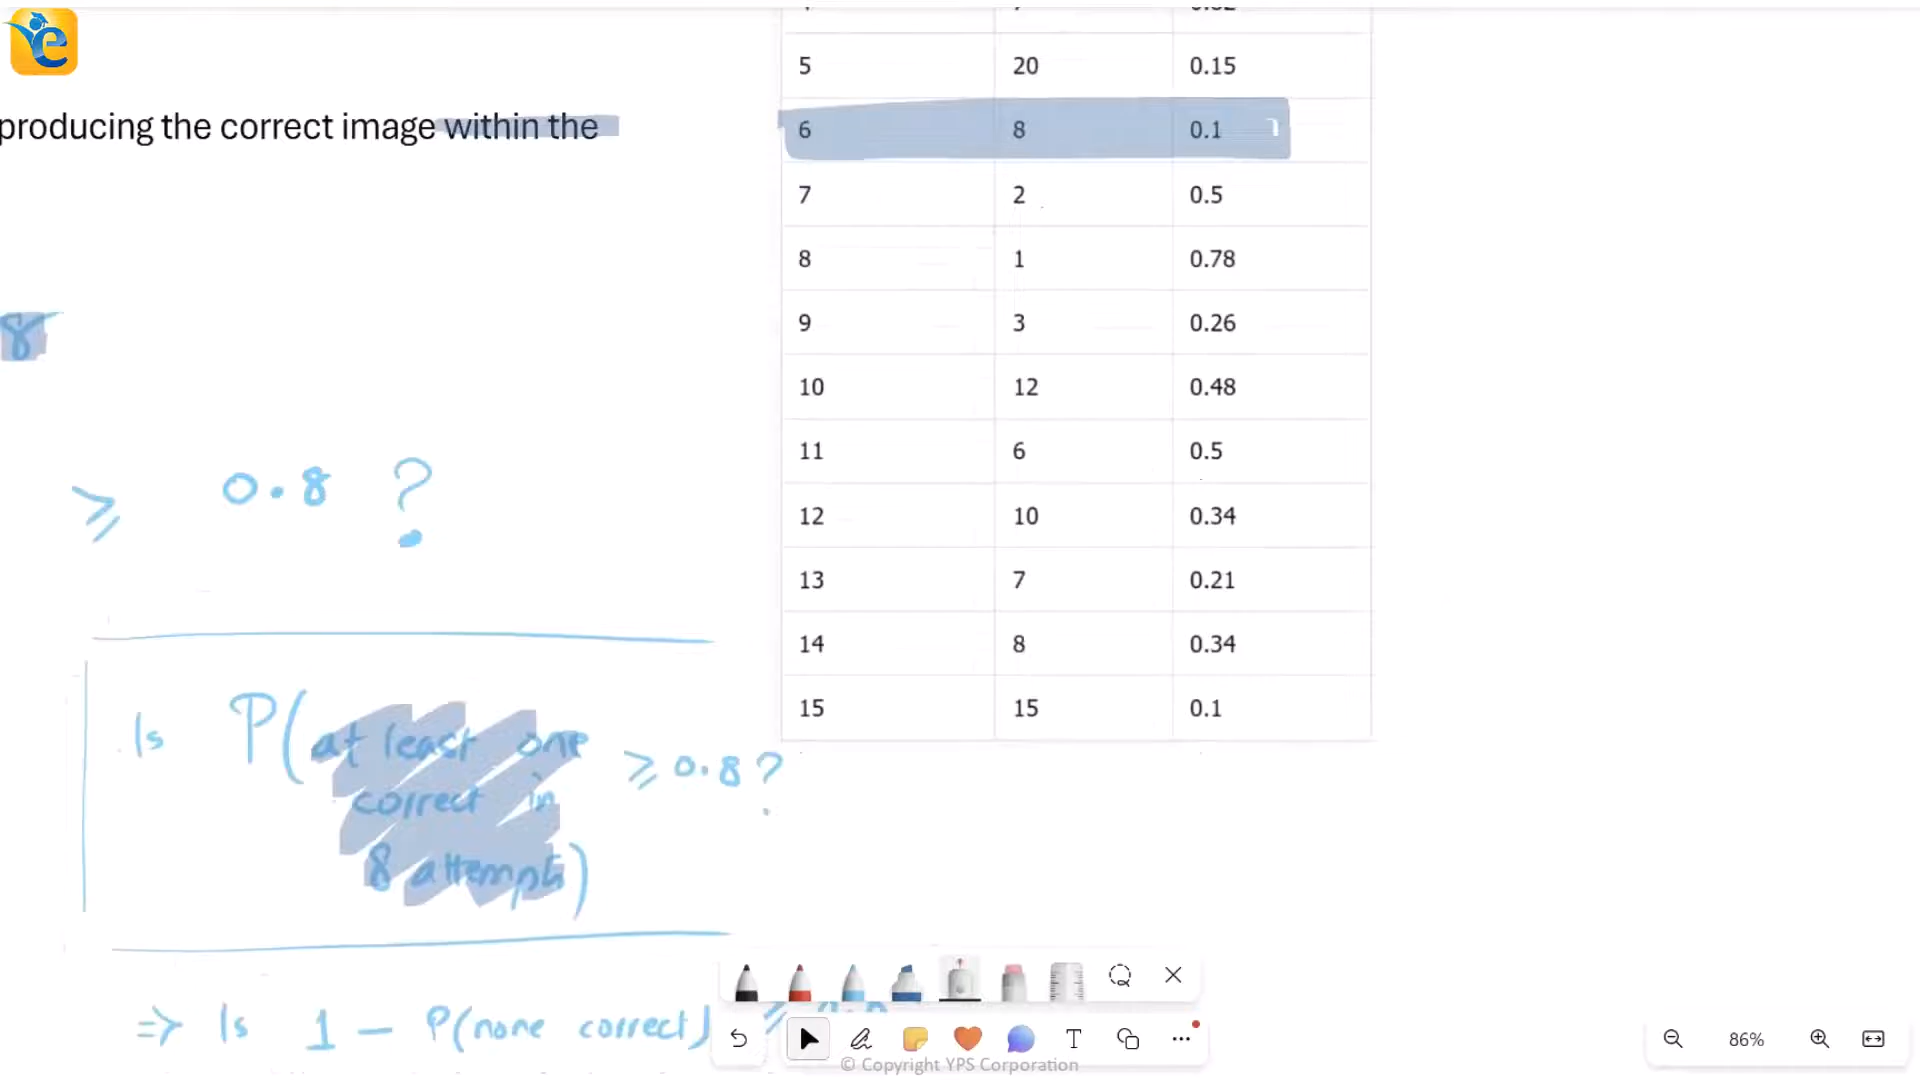 producing the correct image within the
8
≥ 0.8 ?
Is P(at least one
correct in
8 attempts)
≥ 0.8 ?
=> Is 1 - P(none correct) ≥
5 20 0.15
6 8 0.1
7 2 0.5
8 1 0.78
9 3 0.26
10 12 0.48
11 6 0.5
12 10 0.34
13 7 0.21
14 8 0.34
15 15 0.1
T
86%
© Copyright YPS Corporation